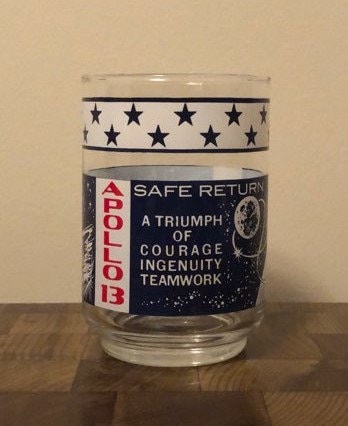 APOLLO 13
SAFE RETURN
A TRIUMPH
OF
COURAGE
INGENUITY
TEAMWORK